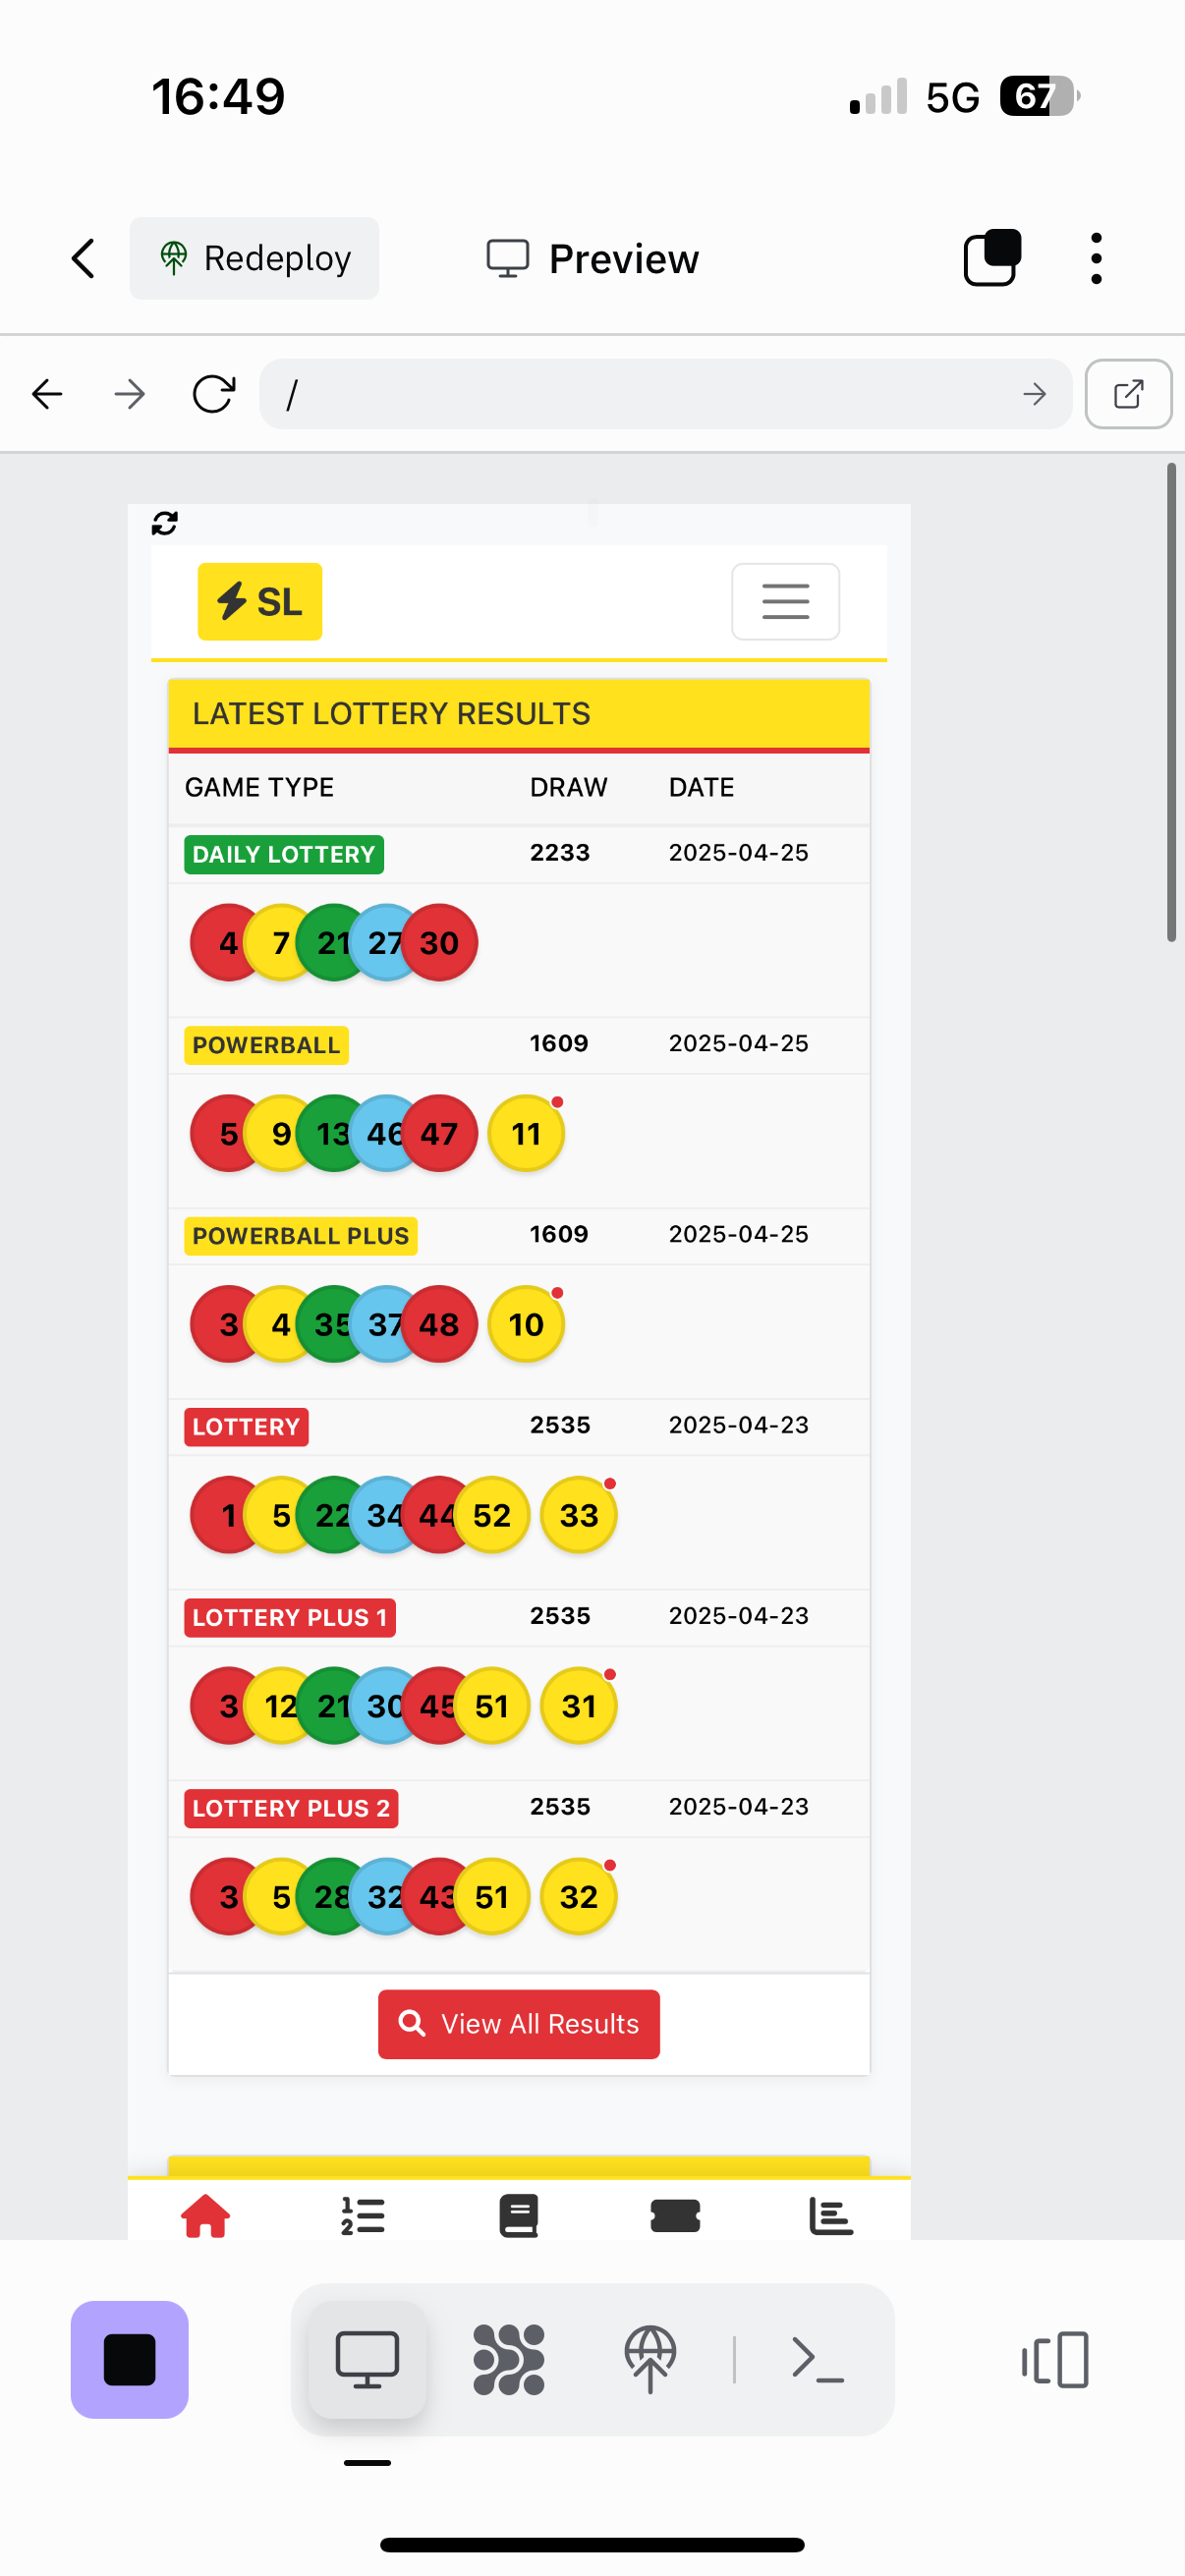 16:49 5G 67
Redeploy Preview
/
SL
LATEST LOTTERY RESULTS
GAME TYPE DRAW DATE
DAILY LOTTERY 2233 2025-04-25
4 7 21 27 30
POWERBALL 1609 2025-04-25
5 9 13 46 47 11
POWERBALL PLUS 1609 2025-04-25
3 4 35 37 48 10
LOTTERY 2535 2025-04-23
1 5 22 34 44 52 33
LOTTERY PLUS 1 2535 2025-04-23
3 12 21 30 45 51 31
LOTTERY PLUS 2 2535 2025-04-23
3 5 28 32 43 51 32
View All Results